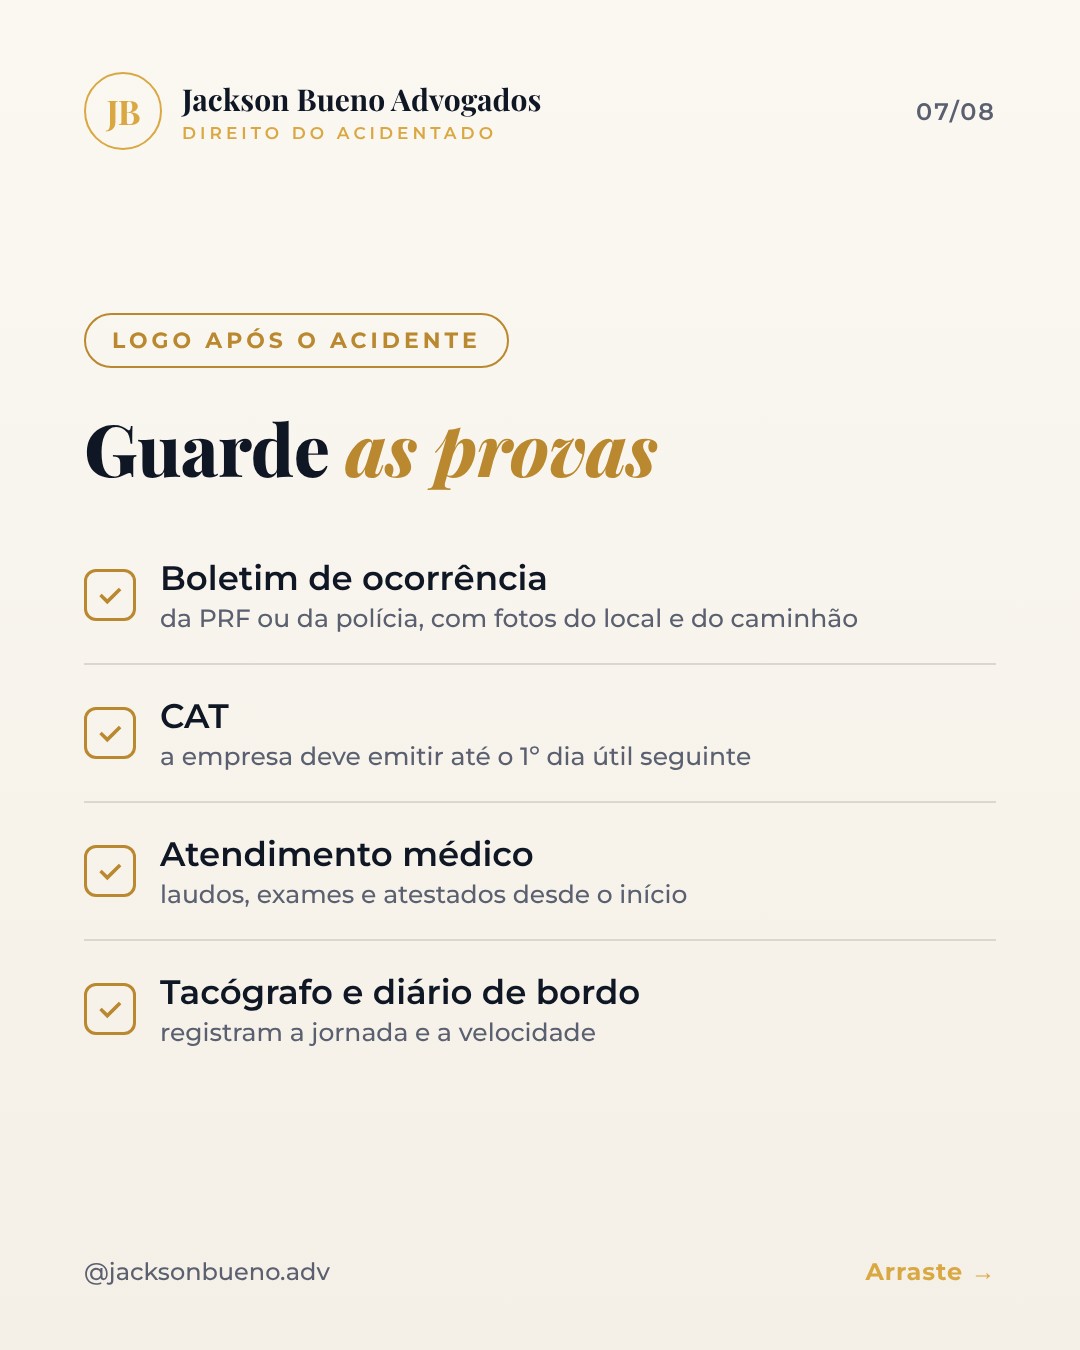 JB
Jackson Bueno Advogados
DIREITO DO ACIDENTADO
07/08
LOGO APÓS O ACIDENTE
Guarde as provas
Boletim de ocorrência
da PRF ou da polícia, com fotos do local e do caminhão
CAT
a empresa deve emitir até o 1º dia útil seguinte
Atendimento médico
laudos, exames e atestados desde o início
Tacógrafo e diário de bordo
registram a jornada e a velocidade
@jacksonbueno.adv
Arraste →